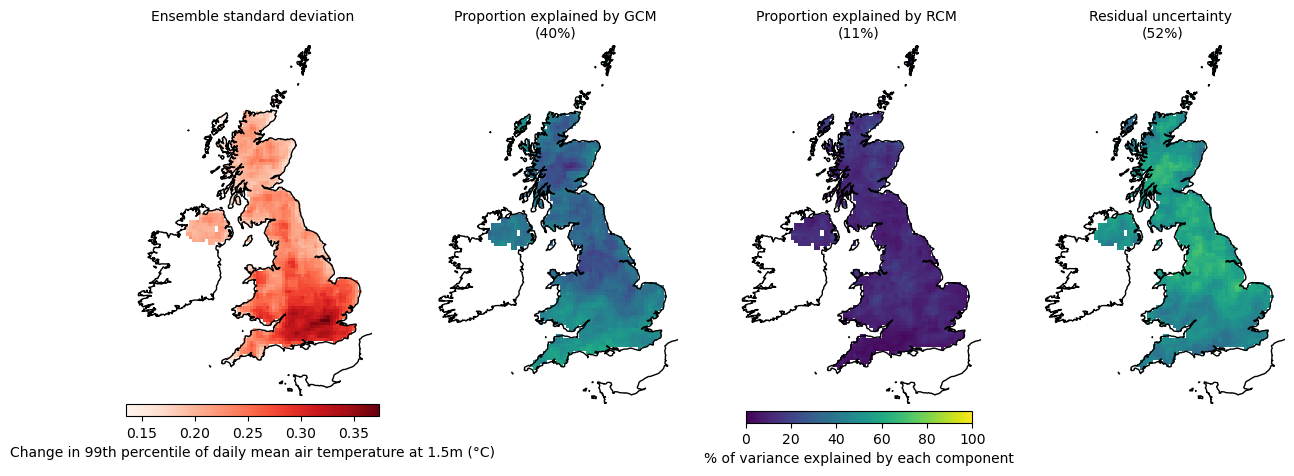 Ensemble standard deviation
Proportion explained by GCM
(40%)
Proportion explained by RCM
(11%)
Residual uncertainty
(52%)
0.15 0.20 0.25 0.30 0.35
Change in 99th percentile of daily mean air temperature at 1.5m (°C)
0 20 40 60 80 100
% of variance explained by each component